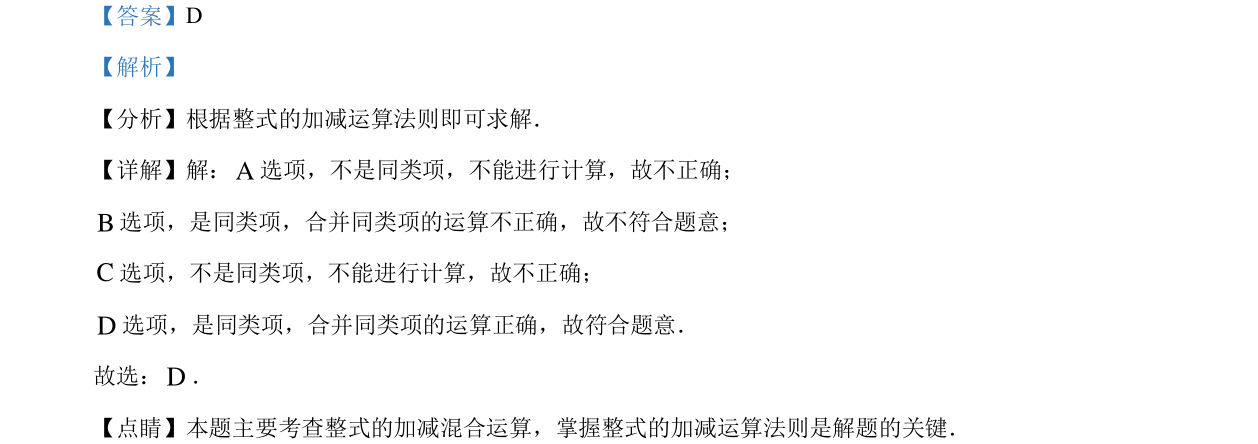 【答案】D
【解析】
【分析】根据整式的加减运算法则即可求解．
【详解】解：A 选项，不是同类项，不能进行计算，故不正确；
B 选项，是同类项，合并同类项的运算不正确，故不符合题意；
C 选项，不是同类项，不能进行计算，故不正确；
D 选项，是同类项，合并同类项的运算正确，故符合题意．
故选：D．
【点睛】本题主要考查整式的加减混合运算，掌握整式的加减运算法则是解题的关键．